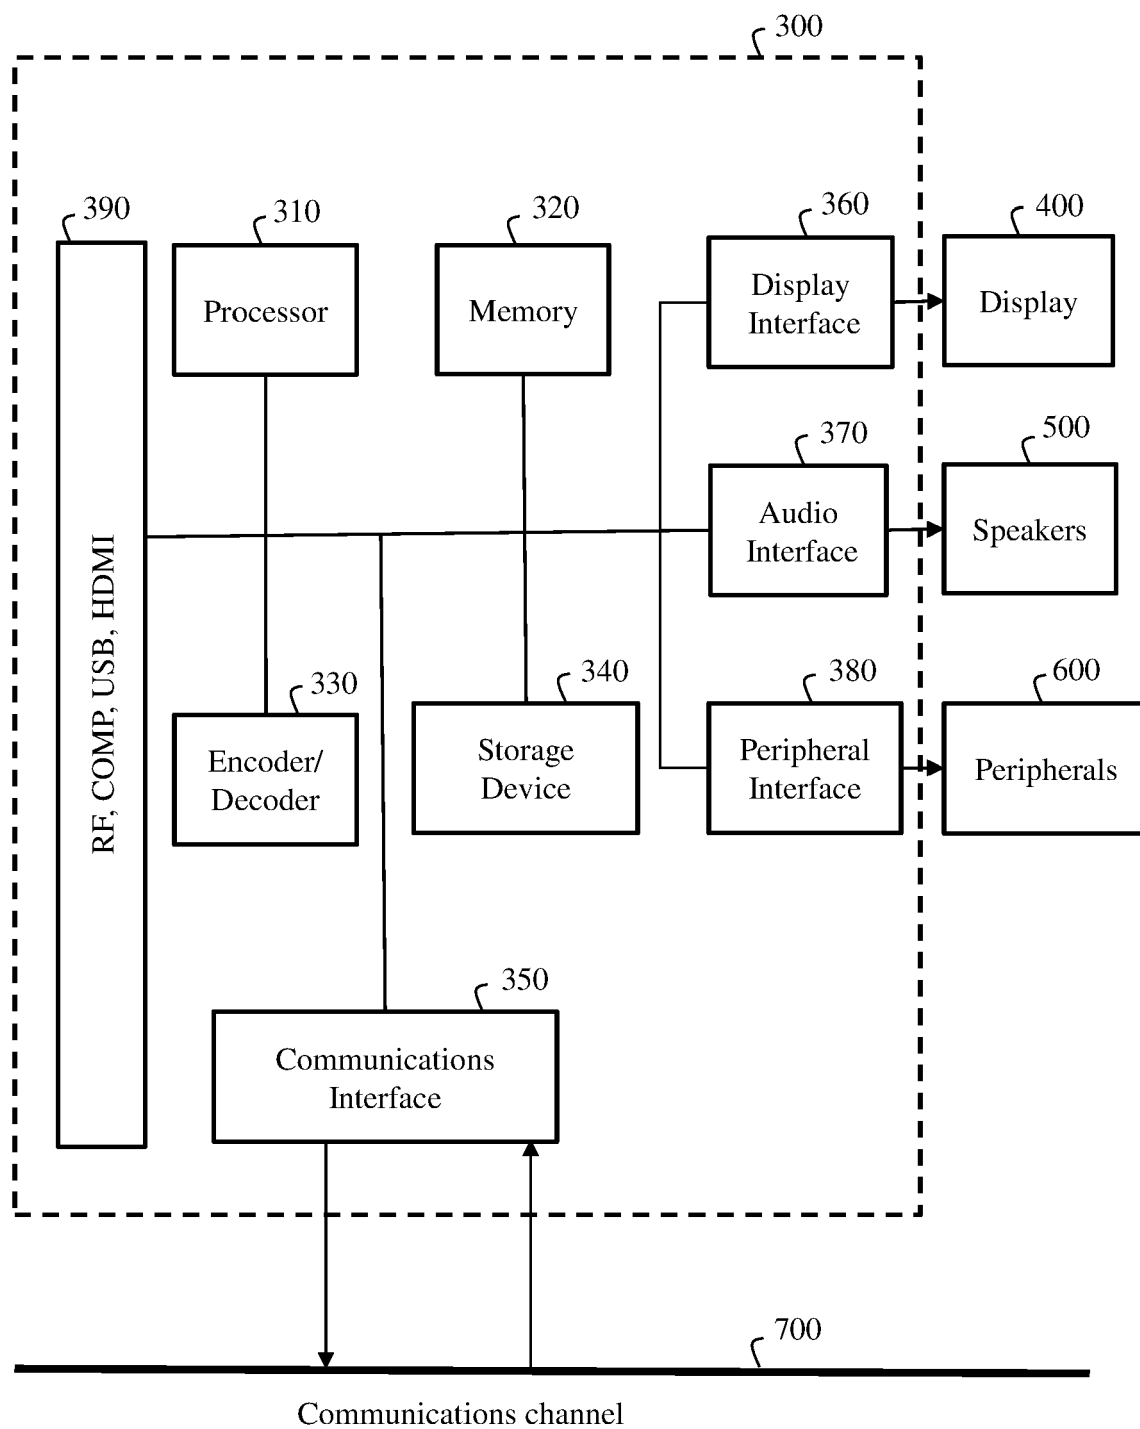 300
390
310
320
360
400
Processor
Memory
Display
Interface
Display
370
500
RF, COMP, USB, HDMI
Audio
Interface
Speakers
330
340
380
600
Encoder/
Decoder
Storage
Device
Peripheral
Interface
Peripherals
350
Communications
Interface
700
Communications channel